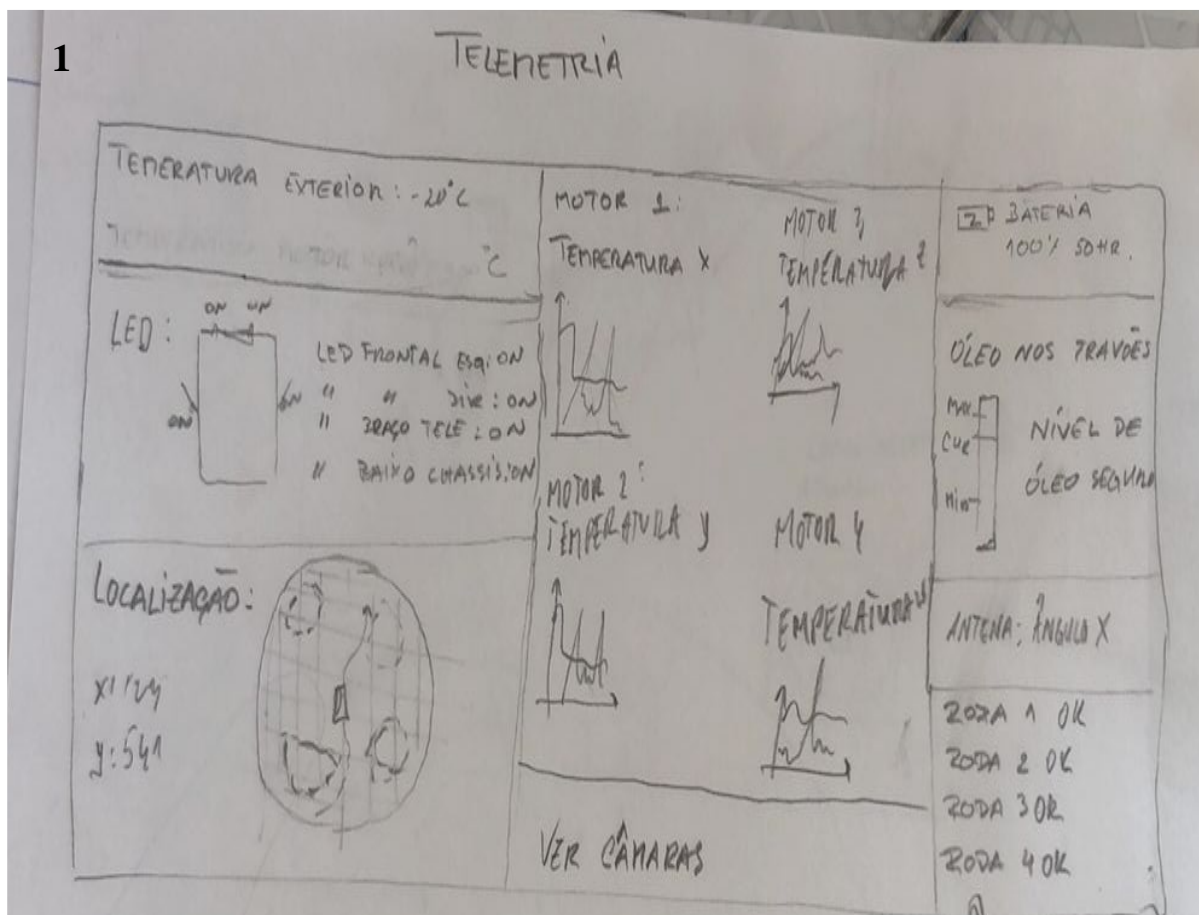 1
TELEMETRIA
TEMERATURA EXTERIOR: -20°C
°C
LED:
ON ON
ON
ON
LED FRONTAL ESQ: ON
" " DIRE: ON
" BRAÇO TELE: ON
" BAIXO CHASSIS: ON
LOCALIZAÇÃO:
y: 541
MOTOR 1:
TEMPERATURA X
MOTOR 3
TEMPERATURA Z
MOTOR 2:
TEMPERATURA y
MOTOR 4
TEMPERATURA
VER CÂMARAS
BATERIA
100% 50HR.
ÓLEO NOS TRAVÕES
MAX
CUR
Min
NÍVEL DE
ÓLEO SEGURO
ANTENA: ÂNGULO X
RODA 1 OK
RODA 2 OK
RODA 3 OK
RODA 4 OK